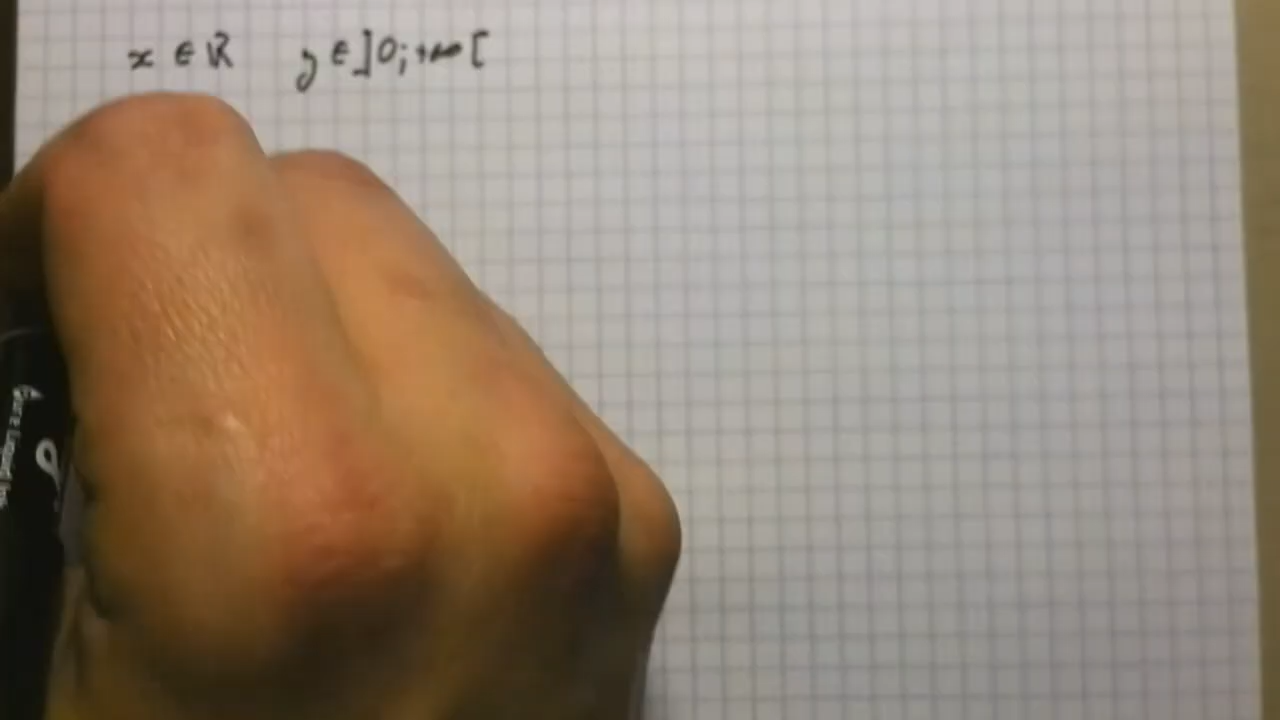 x ∈ ℝ y ∈ ]0; +∞[